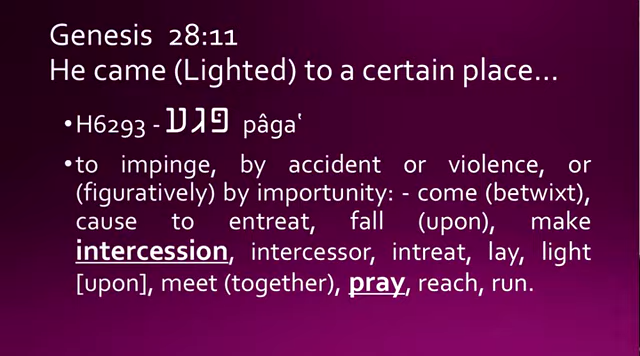 Genesis 28:11
He came (Lighted) to a certain place...
•H6293 - פגע pâga‛
•to impinge, by accident or violence, or
(figuratively) by importunity: - come (betwixt),
cause to entreat, fall (upon), make
intercession, intercessor, intreat, lay, light
[upon], meet (together), pray, reach, run.